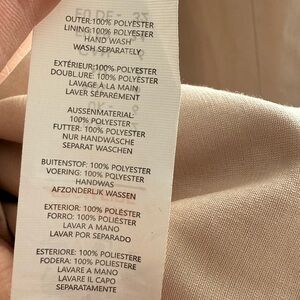 OUTER:100% POLYESTER
LINING:100% POLYESTER
HAND WASH
WASH SEPARATELY
EXTÉRIEUR:100% POLYESTER
DOUBLURE: 100% POLYESTER
LAVAGE À LA MAIN
LAVER SÉPARÉMENT
AUSSENMATERIAL:
100% POLYESTER
FUTTER: 100% POLYESTER
NUR HANDWÄSCHE
SEPARAT WASCHEN
BUITENSTOF: 100% POLYESTER
VOERING: 100% POLYESTER
HANDWAS
AFZONDERLIJK WASSEN
EXTERIOR: 100% POLIÉSTER
FORRO: 100% POLIÉSTER
LAVAR A MANO
LAVAR POR SEPARADO
ESTERIORE: 100% POLIESTERE
FODERA: 100% POLIESTERE
LAVARE A MANO
LAVARE IL CAPO
SEPARATAMENTE